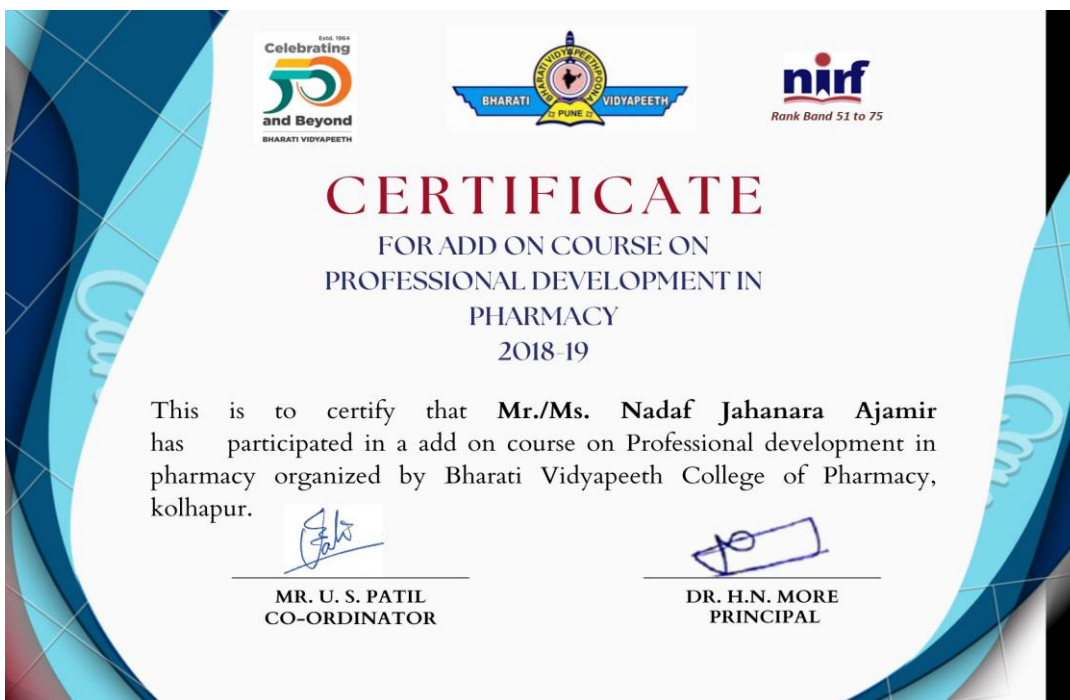 Estd. 1964
Celebrating
50
and Beyond
BHARATI VIDYAPEETH
BHARATI VIDYAPEETH POONA
BHARATI VIDYAPEETH
PUNE
nirf
Rank Band 51 to 75
CERTIFICATE
FOR ADD ON COURSE ON
PROFESSIONAL DEVELOPMENT IN
PHARMACY
2018-19
This is to certify that Mr./Ms. Nadaf Jahanara Ajamir
has participated in a add on course on Professional development in
pharmacy organized by Bharati Vidyapeeth College of Pharmacy,
kolhapur.
MR. U. S. PATIL
CO-ORDINATOR
DR. H.N. MORE
PRINCIPAL